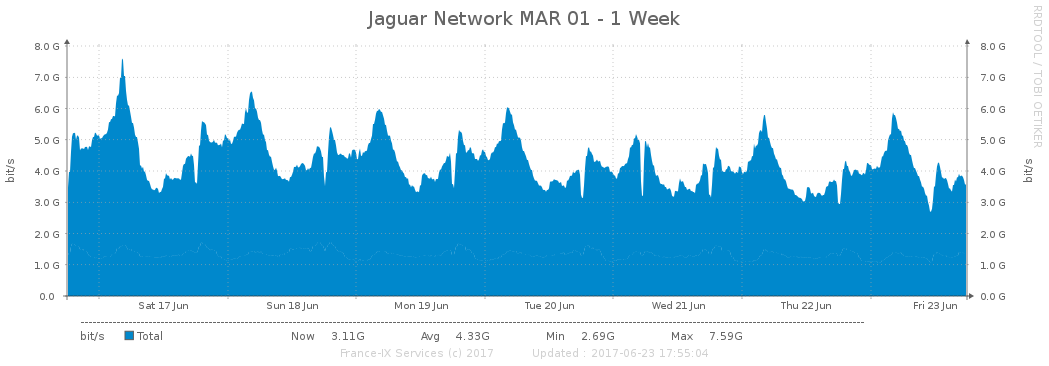 Jaguar Network MAR 01 - 1 Week
RRDTOOL / TOBI OETIKER
bit/s
bit/s
8.0 G 8.0 G
7.0 G 7.0 G
6.0 G 6.0 G
5.0 G 5.0 G
4.0 G 4.0 G
3.0 G 3.0 G
2.0 G 2.0 G
1.0 G 1.0 G
0.0 0.0 G
Sat 17 Jun Sun 18 Jun Mon 19 Jun Tue 20 Jun Wed 21 Jun Thu 22 Jun Fri 23 Jun
bit/s Total Now 3.11G Avg 4.33G Min 2.69G Max 7.59G
France-IX Services (c) 2017 Updated : 2017-06-23 17:55:04